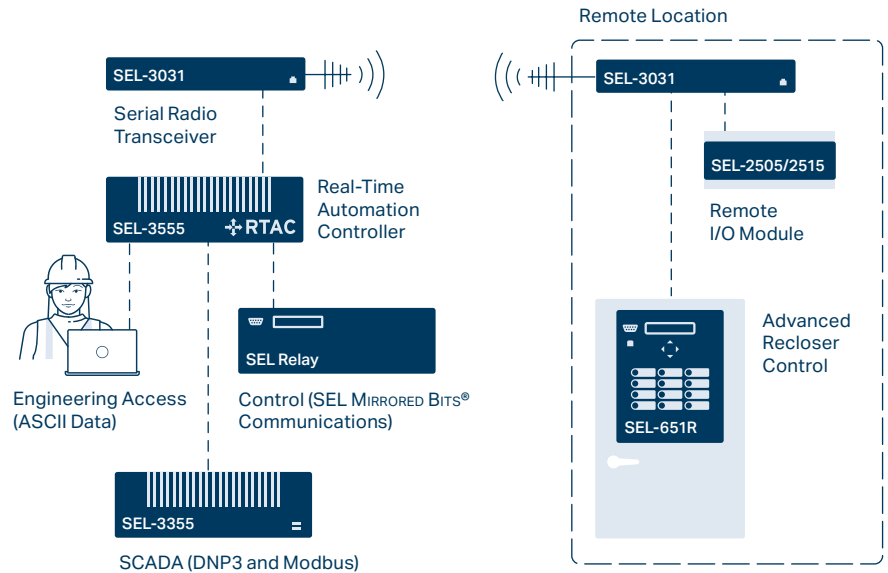 Remote Location
SEL-3031
Serial Radio
Transceiver
SEL-3555
RTAC
Real-Time
Automation
Controller
Engineering Access
(ASCII Data)
SEL Relay
Control (SEL MIRRORED BITS®
Communications)
SEL-3355
SCADA (DNP3 and Modbus)
SEL-3031
SEL-2505/2515
Remote
I/O Module
SEL-651R
Advanced
Recloser
Control